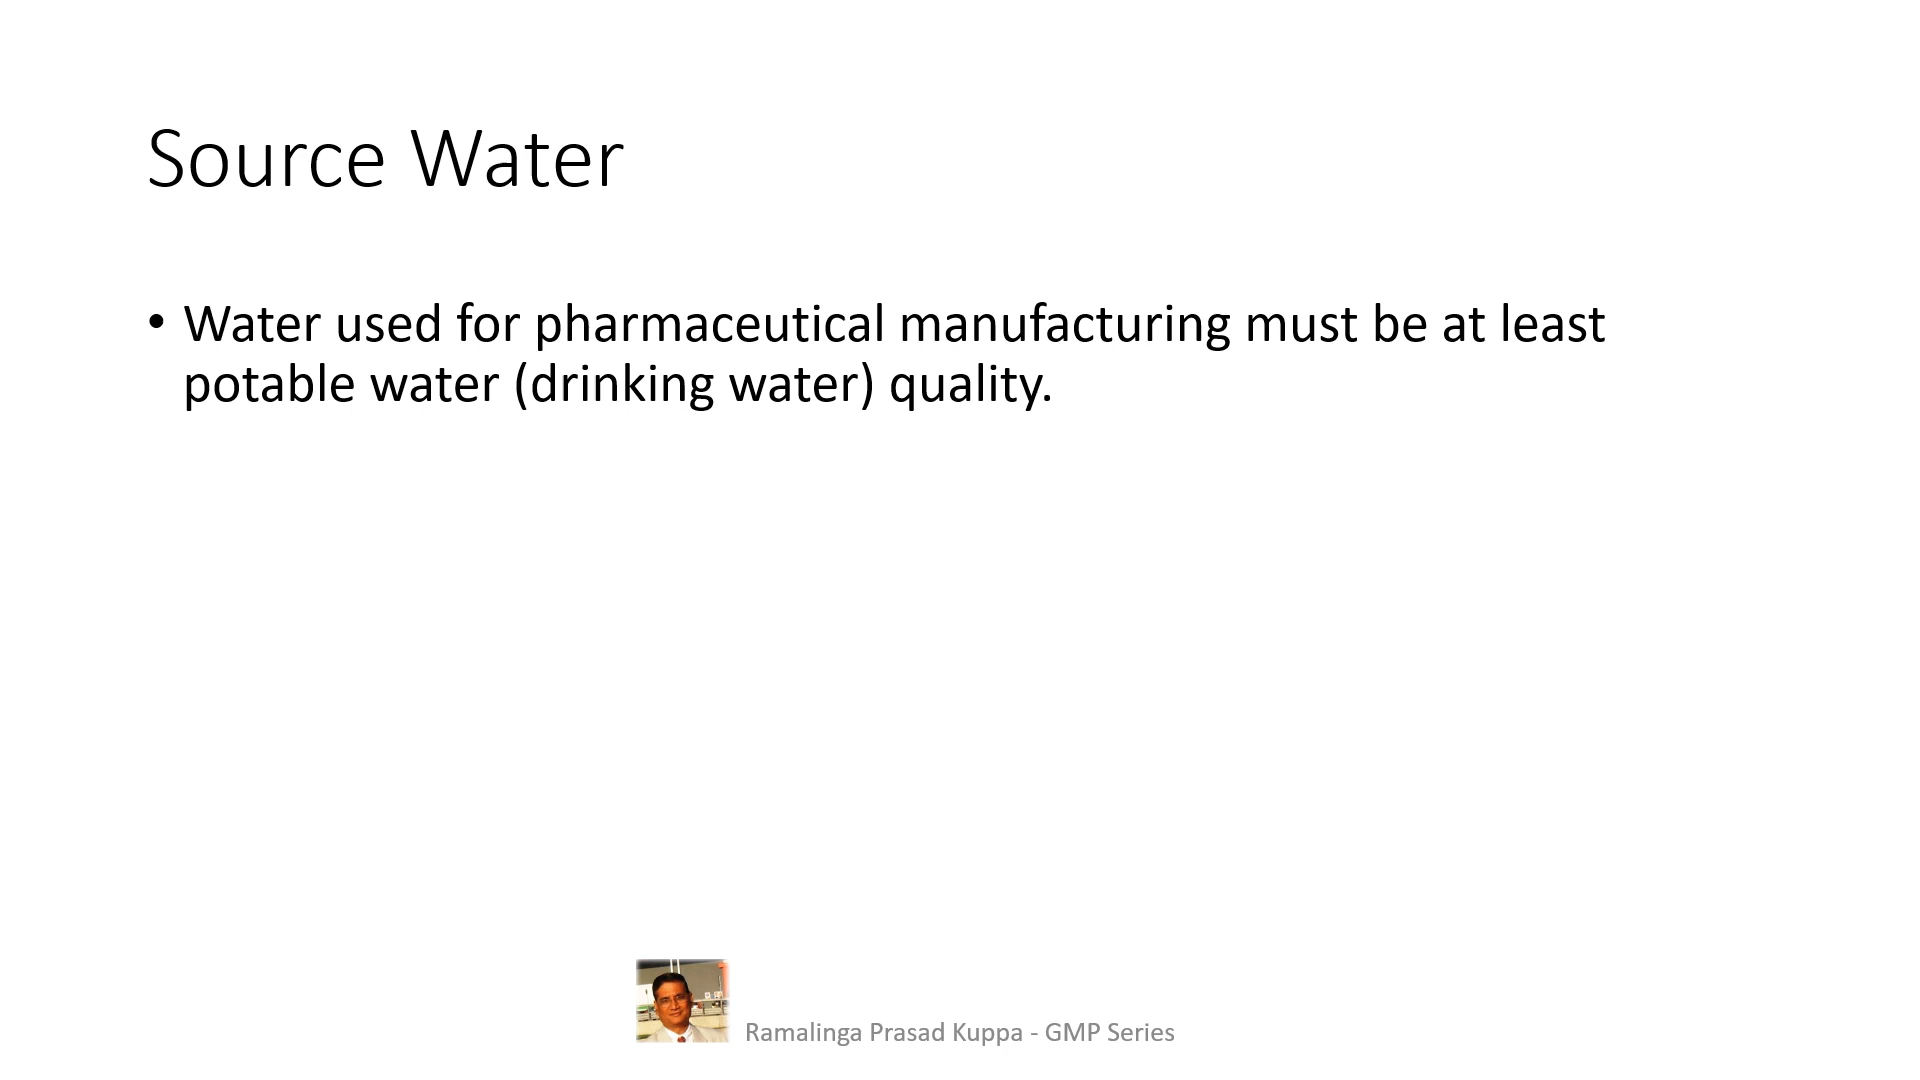 Source Water
• Water used for pharmaceutical manufacturing must be at least
potable water (drinking water) quality.
Ramalinga Prasad Kuppa - GMP Series